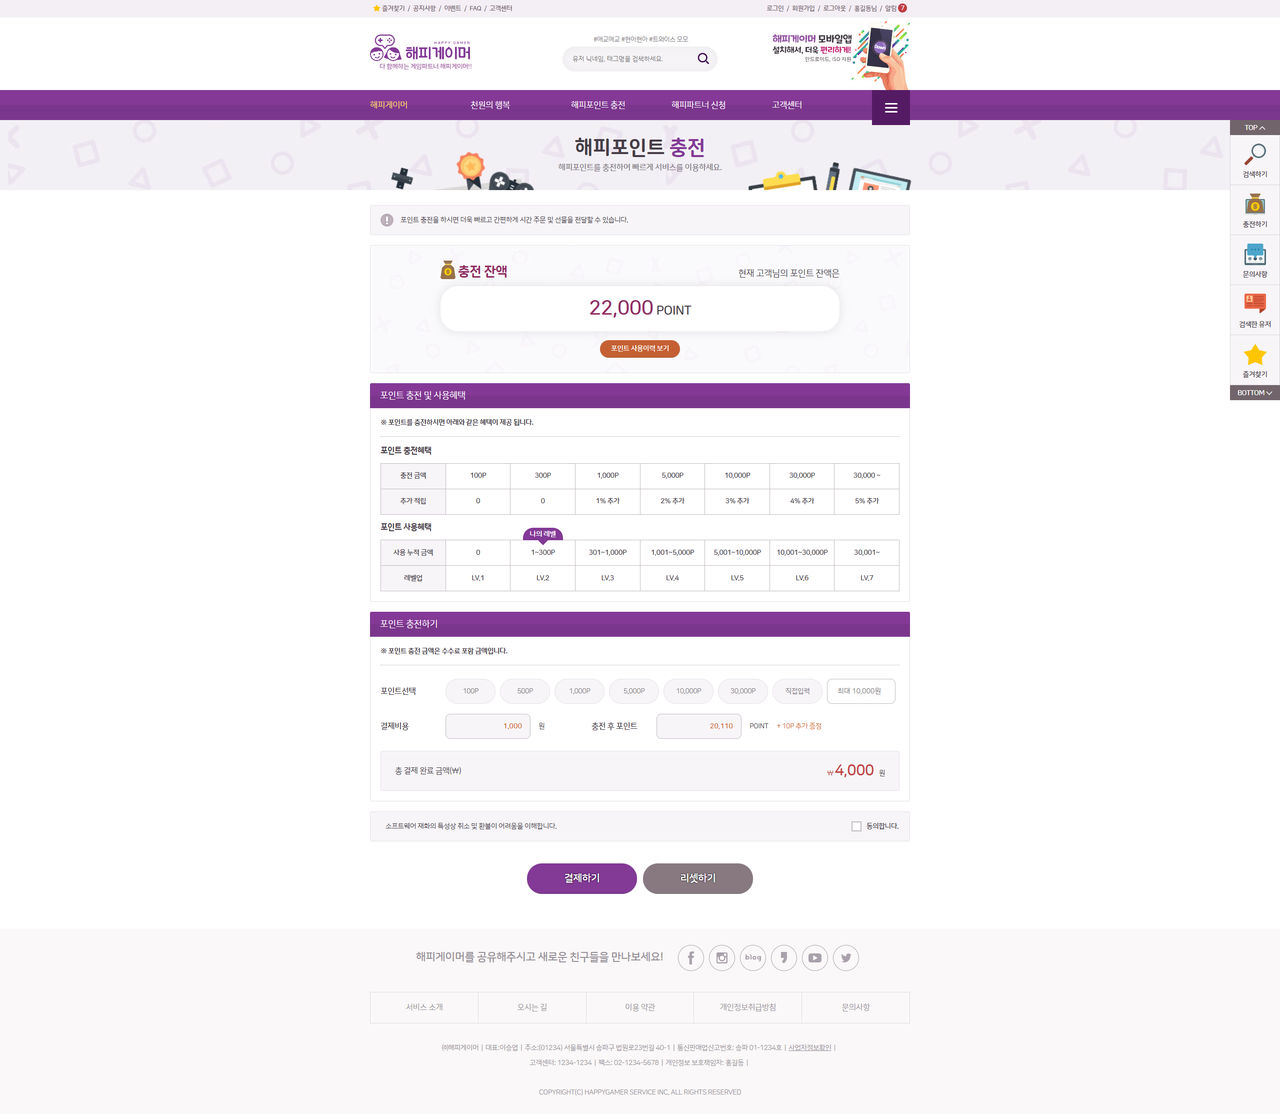 즐겨찾기 / 공지사항 / 이벤트 / FAQ / 고객센터
로그인 / 회원가입 / 로그아웃 / 홍길동님 / 알림 7
HAPPY GAMER
해피게이머
다 함께하는 게임파트너 해피게이머!!
#애교애교 #현아현아 #트와이스 모모
유저 닉네임, 태그명을 검색하세요.
해피게이머 모바일앱
설치해서, 더욱 편리하게!
안드로이드, ISO 지원
해피게이머
천원의 행복
해피포인트 충전
해피파트너 신청
고객센터
해피포인트 충전
해피포인트를 충전하여 빠르게 서비스를 이용하세요.
TOP
검색하기
충전하기
문의사항
검색한 유저
즐겨찾기
BOTTOM
포인트 충전을 하시면 더욱 빠르고 간편하게 시간 주문 및 선물을 전달할 수 있습니다.
충전 잔액
현재 고객님의 포인트 잔액은
22,000 POINT
포인트 사용이력 보기
포인트 충전 및 사용혜택
※ 포인트를 충전하시면 아래와 같은 혜택이 제공 됩니다.
포인트 충전혜택
충전 금액 100P 300P 1,000P 5,000P 10,000P 30,000P 30,000 ~
추가 적립 0 0 1% 추가 2% 추가 3% 추가 4% 추가 5% 추가
포인트 사용혜택
나의 레벨
사용 누적 금액 0 1~300P 301~1,000P 1,001~5,000P 5,001~10,000P 10,001~30,000P 30,001~
레벨업 LV.1 LV.2 LV.3 LV.4 LV.5 LV.6 LV.7
포인트 충전하기
※ 포인트 충전 금액은 수수료 포함 금액입니다.
포인트선택 100P 500P 1,000P 5,000P 10,000P 30,000P 직접입력 최대 10,000원
결제비용 1,000 원 충전 후 포인트 20,110 POINT + 10P 추가 증정
총 결제 완료 금액(₩) ₩4,000 원
소프트웨어 재화의 특성상 취소 및 환불이 어려움을 이해합니다.
동의합니다.
결제하기
리셋하기
해피게이머를 공유해주시고 새로운 친구들을 만나보세요!
blog
서비스 소개
오시는 길
이용 약관
개인정보취급방침
문의사항
㈜해피게이머 | 대표:이승엽 | 주소:(01234) 서울특별시 송파구 법원로23번길 40-1 | 통신판매업신고번호: 송파 01-1234호 | 사업자정보확인 |
고객센터: 1234-1234 | 팩스: 02-1234-5678 | 개인정보 보호책임자: 홍길동 |
COPYRIGHT(C) HAPPYGAMER SERVICE INC, ALL RIGHTS RESERVED